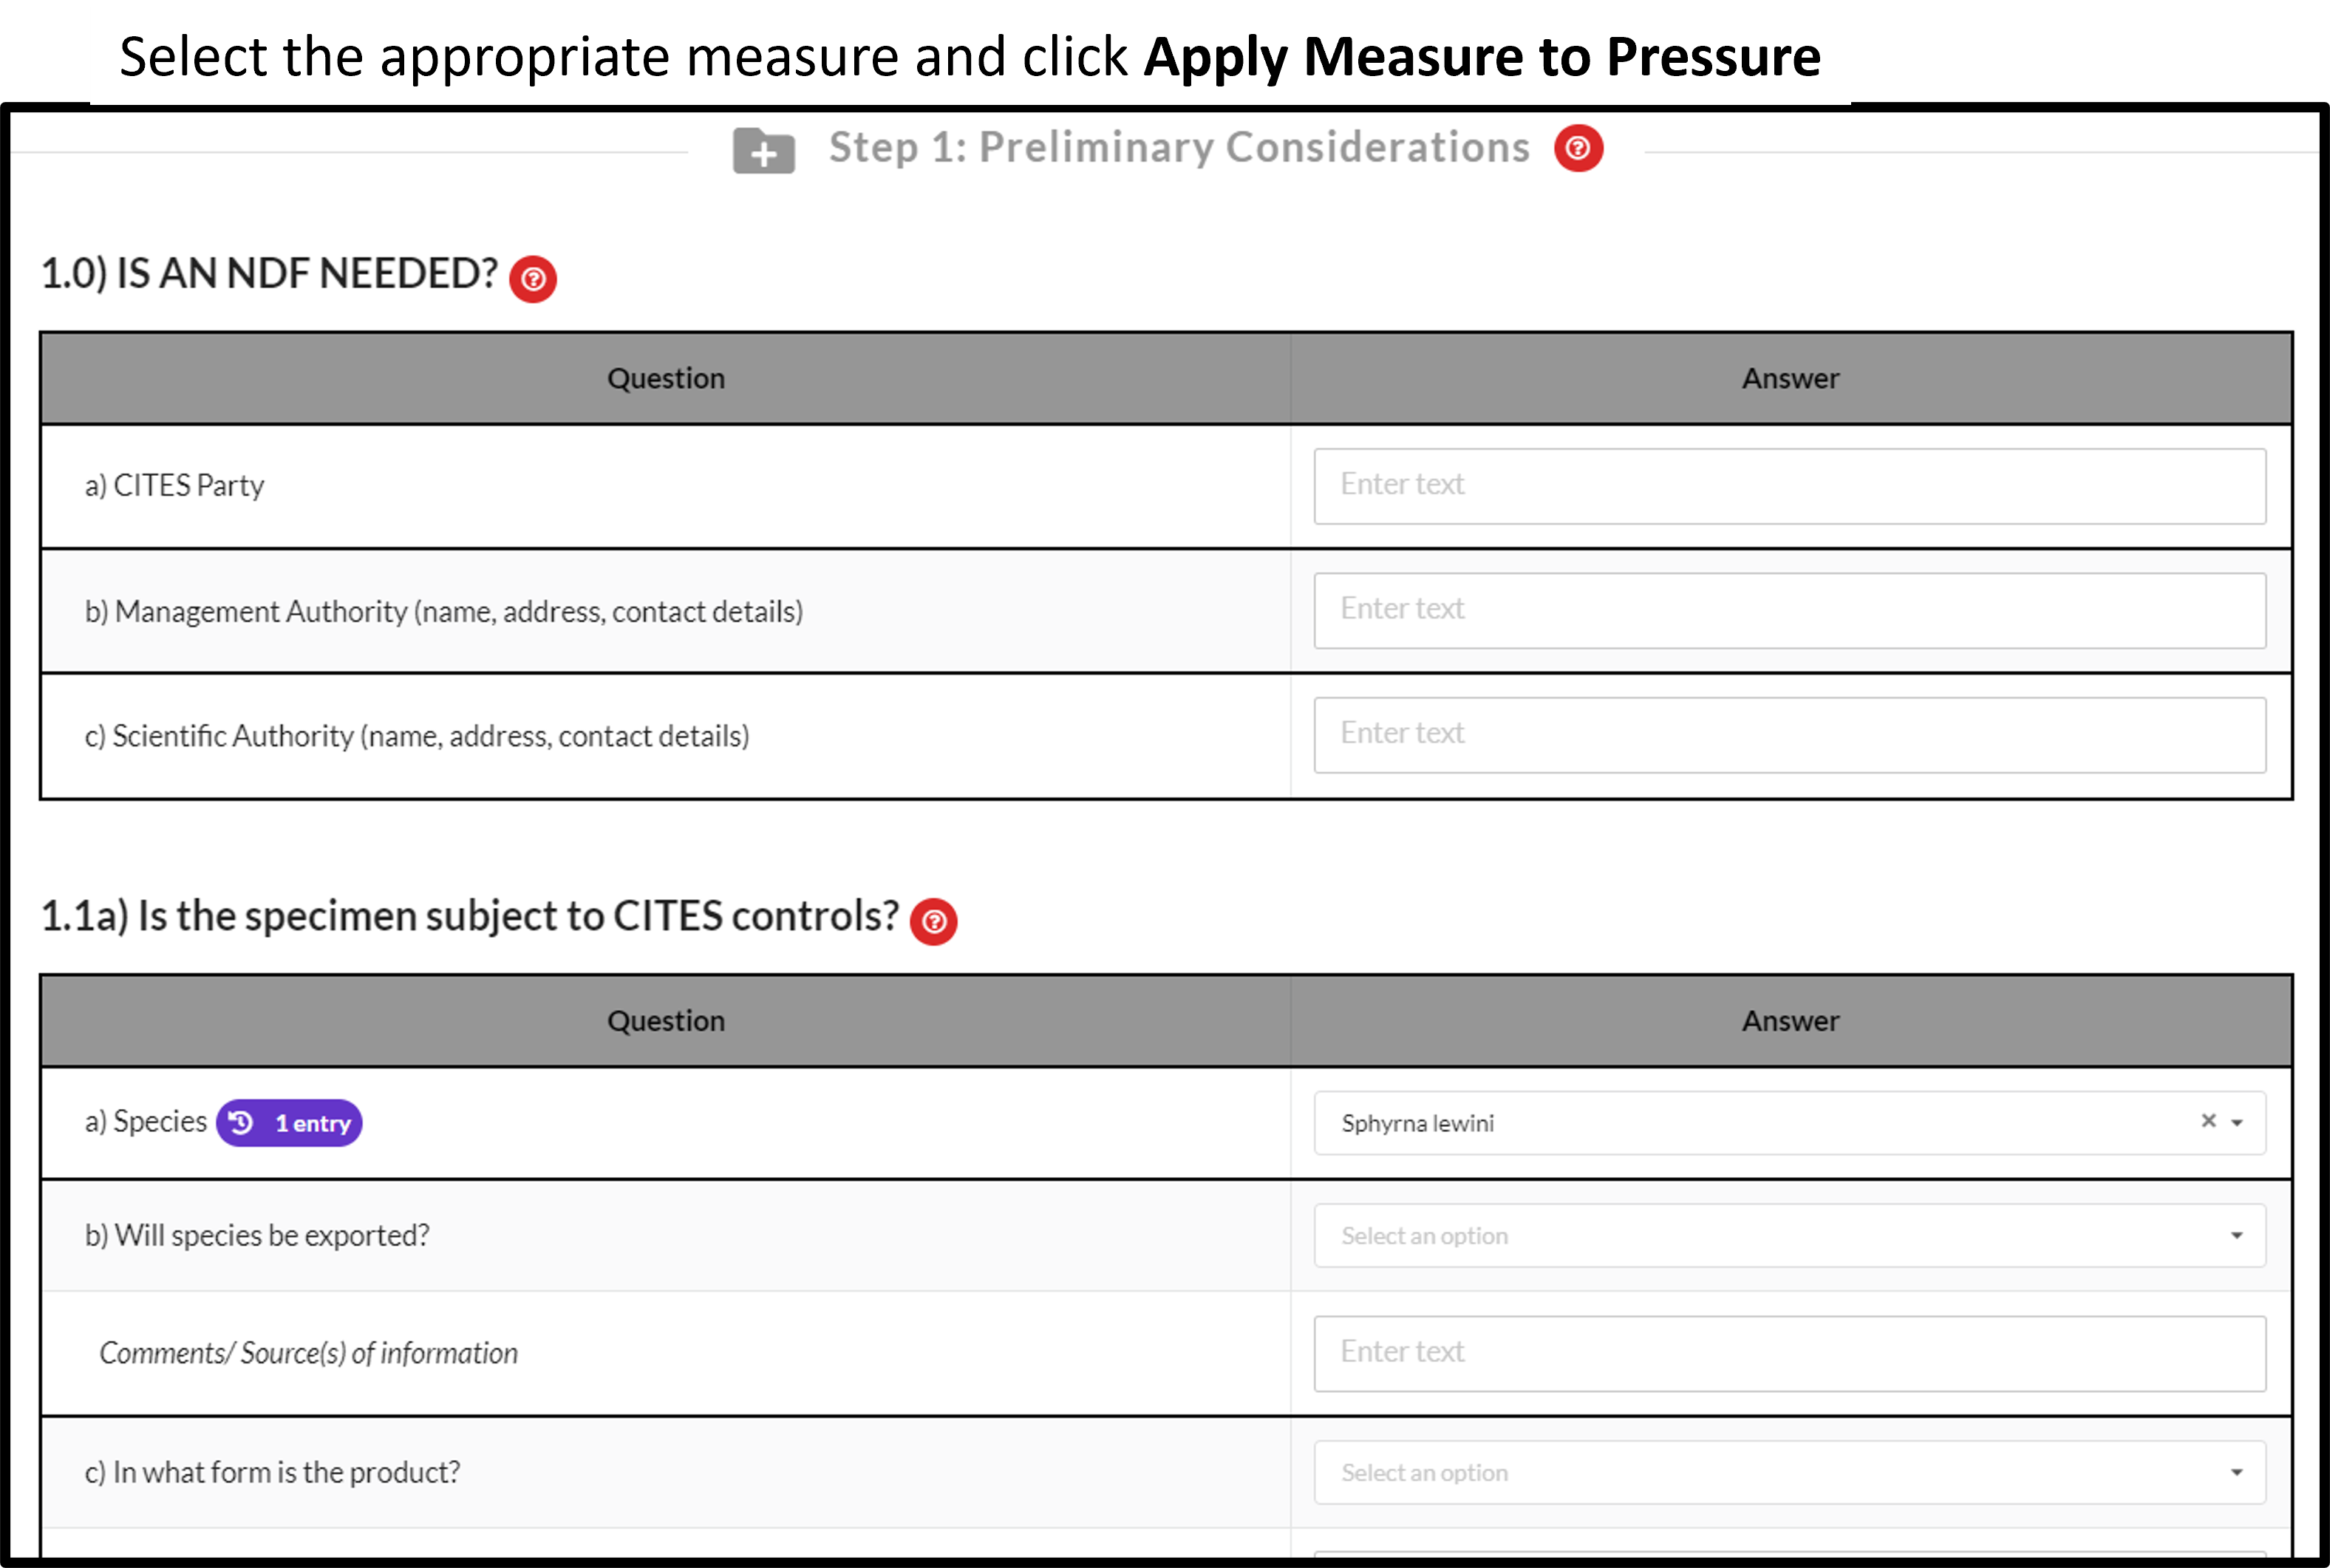 Select the appropriate measure and click Apply Measure to Pressure
Step 1: Preliminary Considerations
1.0) IS AN NDF NEEDED?
Question Answer
a) CITES Party Enter text
b) Management Authority (name, address, contact details) Enter text
c) Scientific Authority (name, address, contact details) Enter text
1.1a) Is the specimen subject to CITES controls?
Question Answer
a) Species 1 entry Sphyrna lewini
b) Will species be exported? Select an option
Comments/ Source(s) of information Enter text
c) In what form is the product? Select an option